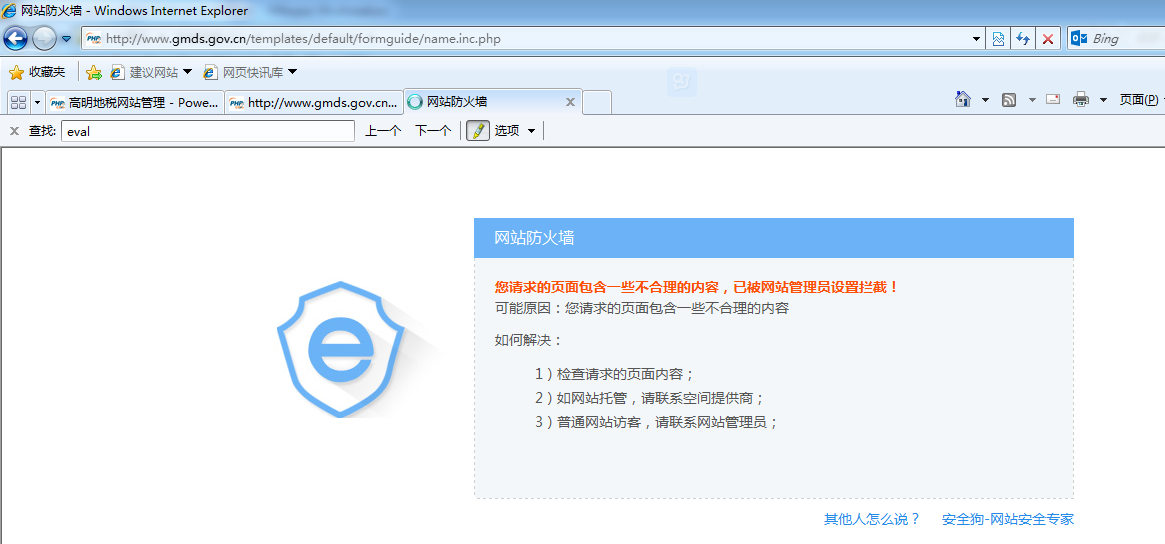 网站防火墙 - Windows Internet Explorer
http://www.gmds.gov.cn/templates/default/formguide/name.inc.php
Bing
收藏夹 建议网站 网页快讯库
高明地税网站管理 - Powe... http://www.gmds.gov.cn... 网站防火墙 页面(P)
查找: eval 上一个 下一个 选项
网站防火墙
您请求的页面包含一些不合理的内容，已被网站管理员设置拦截！
可能原因：您请求的页面包含一些不合理的内容
如何解决：
1）检查请求的页面内容；
2）如网站托管，请联系空间提供商；
3）普通网站访客，请联系网站管理员；
其他人怎么说？ 安全狗-网站安全专家